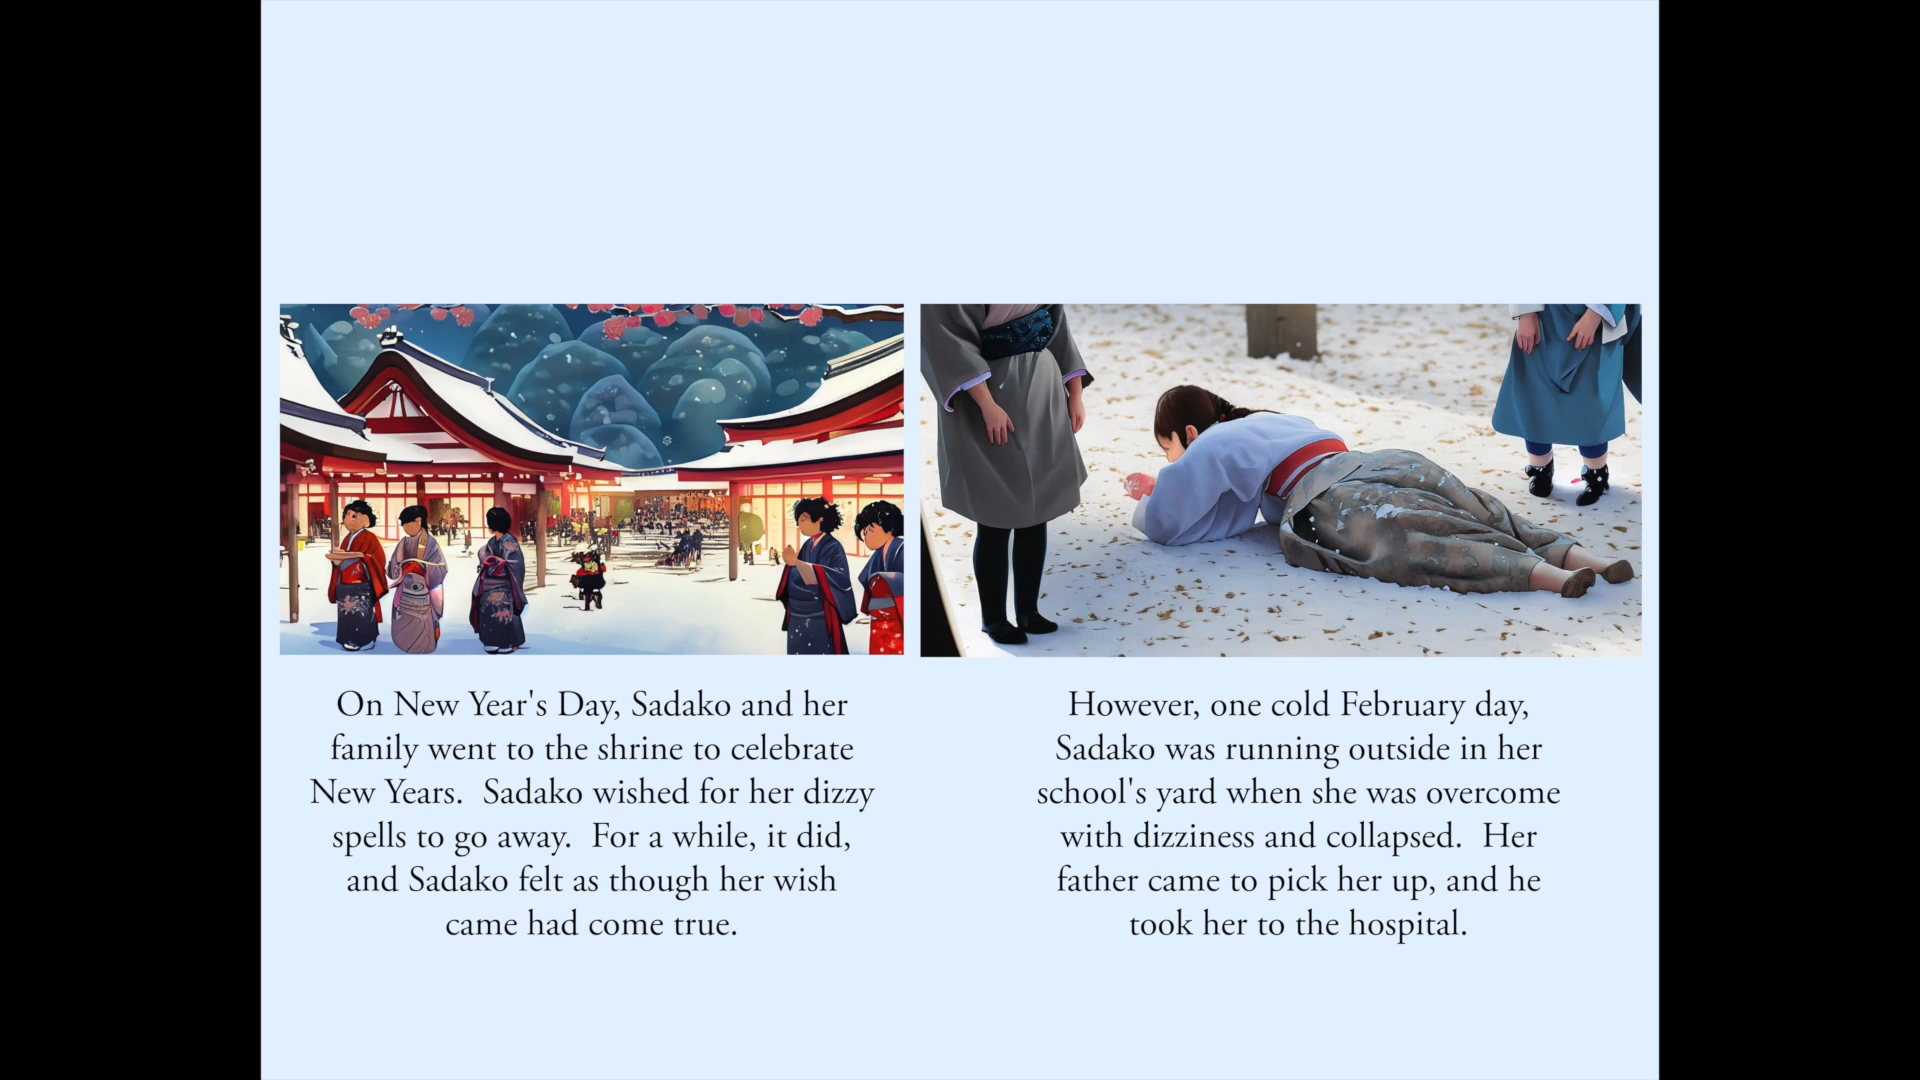 On New Year's Day, Sadako and her
family went to the shrine to celebrate
New Years.  Sadako wished for her dizzy
spells to go away.  For a while, it did,
and Sadako felt as though her wish
came had come true.
However, one cold February day,
Sadako was running outside in her
school's yard when she was overcome
with dizziness and collapsed.  Her
father came to pick her up, and he
took her to the hospital.